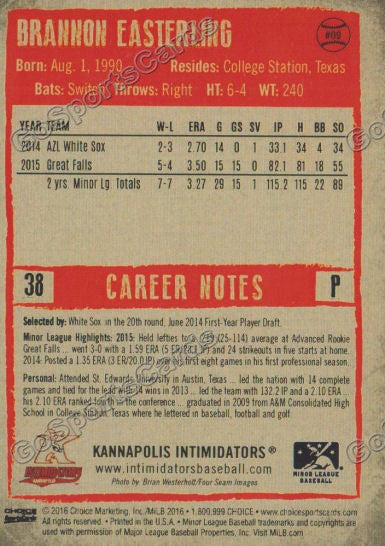 BRANNON EASTERLING
#09
Born: Aug. 1, 1990 Resides: College Station, Texas
Bats: Switch Throws: Right HT: 6-4 WT: 240
YEAR TEAM W-L ERA G GS SV IP H BB SO
2014 AZL White Sox 2-3 2.70 14 0 1 33.1 34 4 34
2015 Great Falls 5-4 3.50 15 15 0 82.1 81 18 55
2 yrs. Minor Lg. Totals 7-7 3.27 29 15 1 115.2 115 22 89
38 CAREER NOTES P
Selected by: White Sox in the 20th round, June 2014 First-Year Player Draft.
Minor League Highlights: 2015: Held lefties to a (25-114) average at Advanced Rookie
Great Falls ... went 3-0 with a 1.59 ERA (5 ER/28.1 IP) and 24 strikeouts in five starts at home.
2014: Posted a 1.35 ERA (3 ER/20.0 IP) his first eight games in his first professional season.
Personal: Attended St. Edwards University in Austin, Texas ... led the nation with 14 complete
games and tied for the lead with 14 wins in 2013 ... led the team with 132.2 IP and a 2.10 ERA
his 2.10 ERA ranked in the conference ... graduated in 2009 from A&M Consolidated High
School in College Station, Texas where he lettered in baseball, football and golf.
KANNAPOLIS INTIMIDATORS®
www.intimidatorsbaseball.com
Photo by Brian Westerholt/Four Seam Images
INTIMIDATORS
KANNAPOLIS
MINOR LEAGUE
BASEBALL
CHOICE
Sportscards
© 2016 Choice Marketing, Inc./MiLB 2016 • 1.800.999.CHOICE • www.choicesportscards.com
All rights reserved. • Printed in the U.S.A. • Minor League Baseball trademarks and copyrights are
used with permission of Major League Baseball Properties, Inc. Visit MiLB.com
GoSportsCards.com